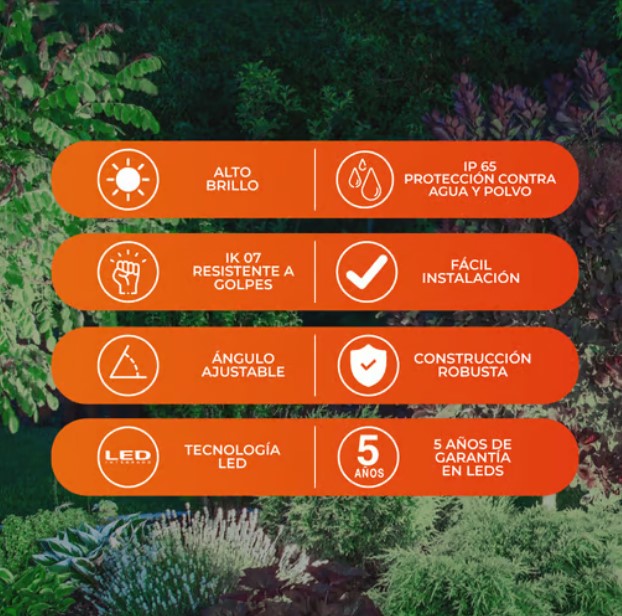 ALTO
BRILLO
IP 65
PROTECCIÓN CONTRA
AGUA Y POLVO
IK 07
RESISTENTE A
GOLPES
FÁCIL
INSTALACIÓN
ÁNGULO
AJUSTABLE
CONSTRUCCIÓN
ROBUSTA
LED
TECNOLOGÍA
LED
5
AÑOS
5 AÑOS DE
GARANTÍA
EN LEDS